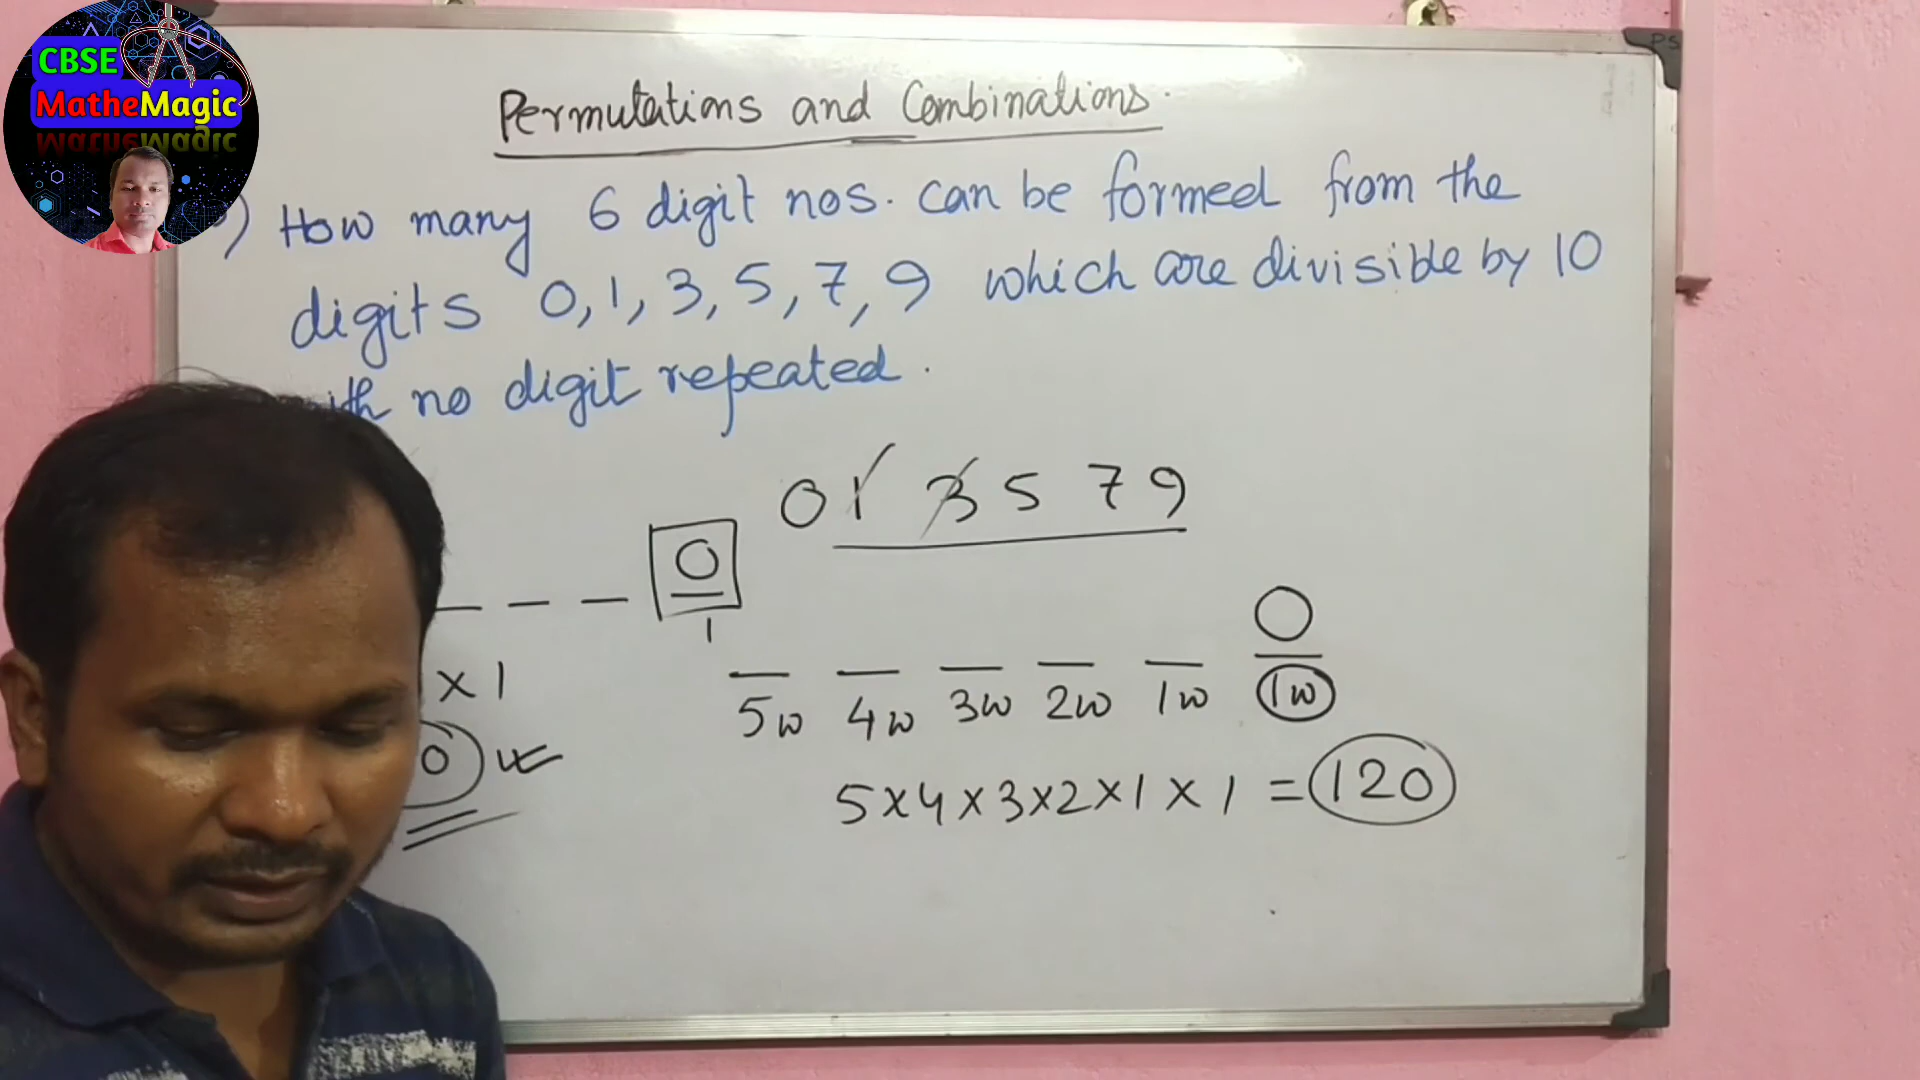 CBSE
MatheMagic
Permutations and Combinations.
) How many 6 digit nos. can be formed from the
digits 0, 1, 3, 5, 7, 9 which are divisible by 10
no digit repeated.
0 1 3 5 7 9
0
1
0
5w 4w 3w 2w 1w 1w
x 1
0
5x4x3x2x1x1 = 120